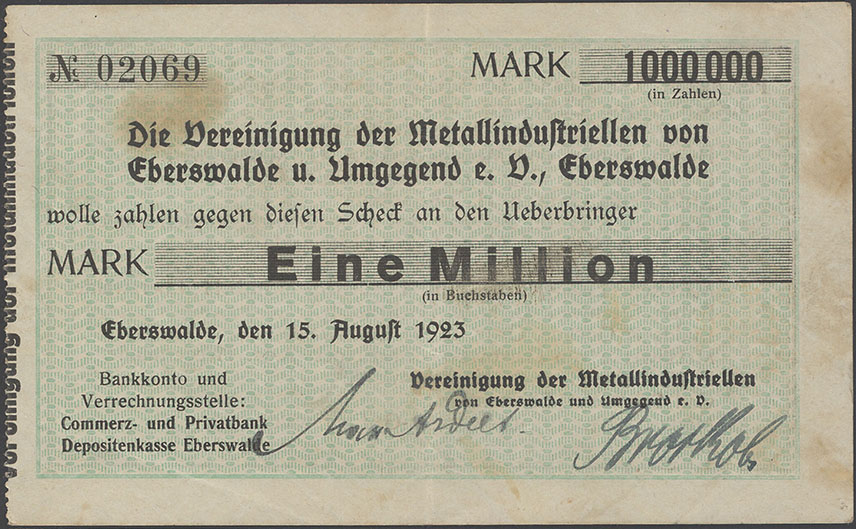 № 02069
MARK 1000000
(in Zahlen)
Die Vereinigung der Metallindustriellen von
Eberswalde u. Umgegend e. V., Eberswalde
wolle zahlen gegen diesen Scheck an den Ueberbringer
MARK Eine Million
(in Buchstaben)
Eberswalde, den 15. August 1923
Bankkonto und
Verrechnungsstelle:
Commerz- und Privatbank
Depositenkasse Eberswalde
Vereinigung der Metallindustriellen
von Eberswalde und Umgegend e. V.